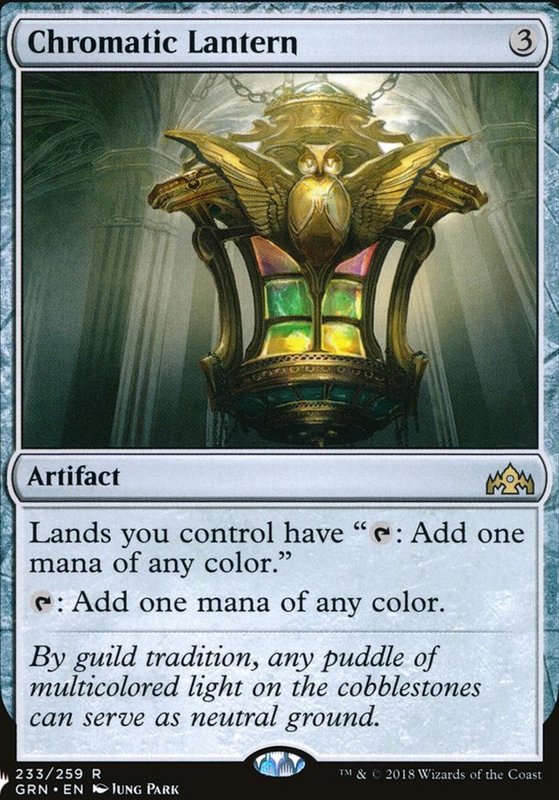 Chromatic Lantern 3
Artifact
Lands you control have “: Add one
mana of any color.”
: Add one mana of any color.
By guild tradition, any puddle of
multicolored light on the cobblestones
can serve as neutral ground.
233/259 R
GRN • EN Jung Park
™ & © 2018 Wizards of the Coast